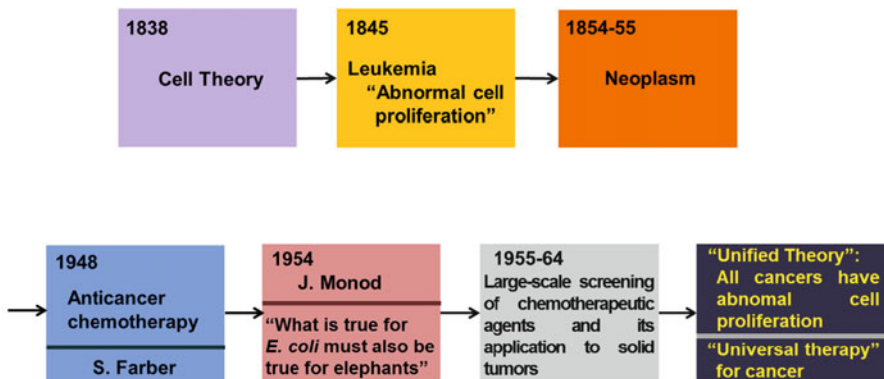 1838
Cell Theory
1845
Leukemia
“Abnormal cell
proliferation”
1854-55
Neoplasm
1948
Anticancer
chemotherapy
S. Farber
1954
J. Monod
“What is true for
E. coli must also be
true for elephants”
1955-64
Large-scale screening
of chemotherapeutic
agents and its
application to solid
tumors
“Unified Theory”:
All cancers have
abnomal cell
proliferation
“Universal therapy”
for cancer